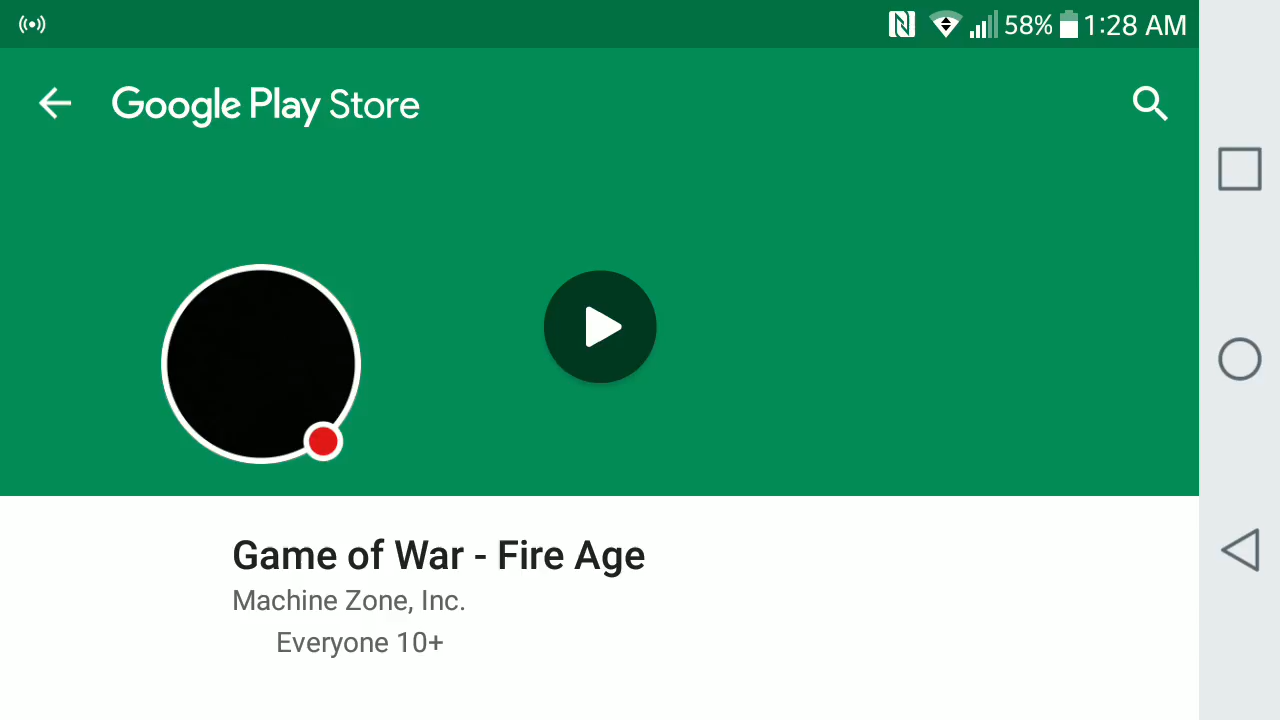 58% 1:28 AM
Google Play Store
Game of War - Fire Age
Machine Zone, Inc.
Everyone 10+